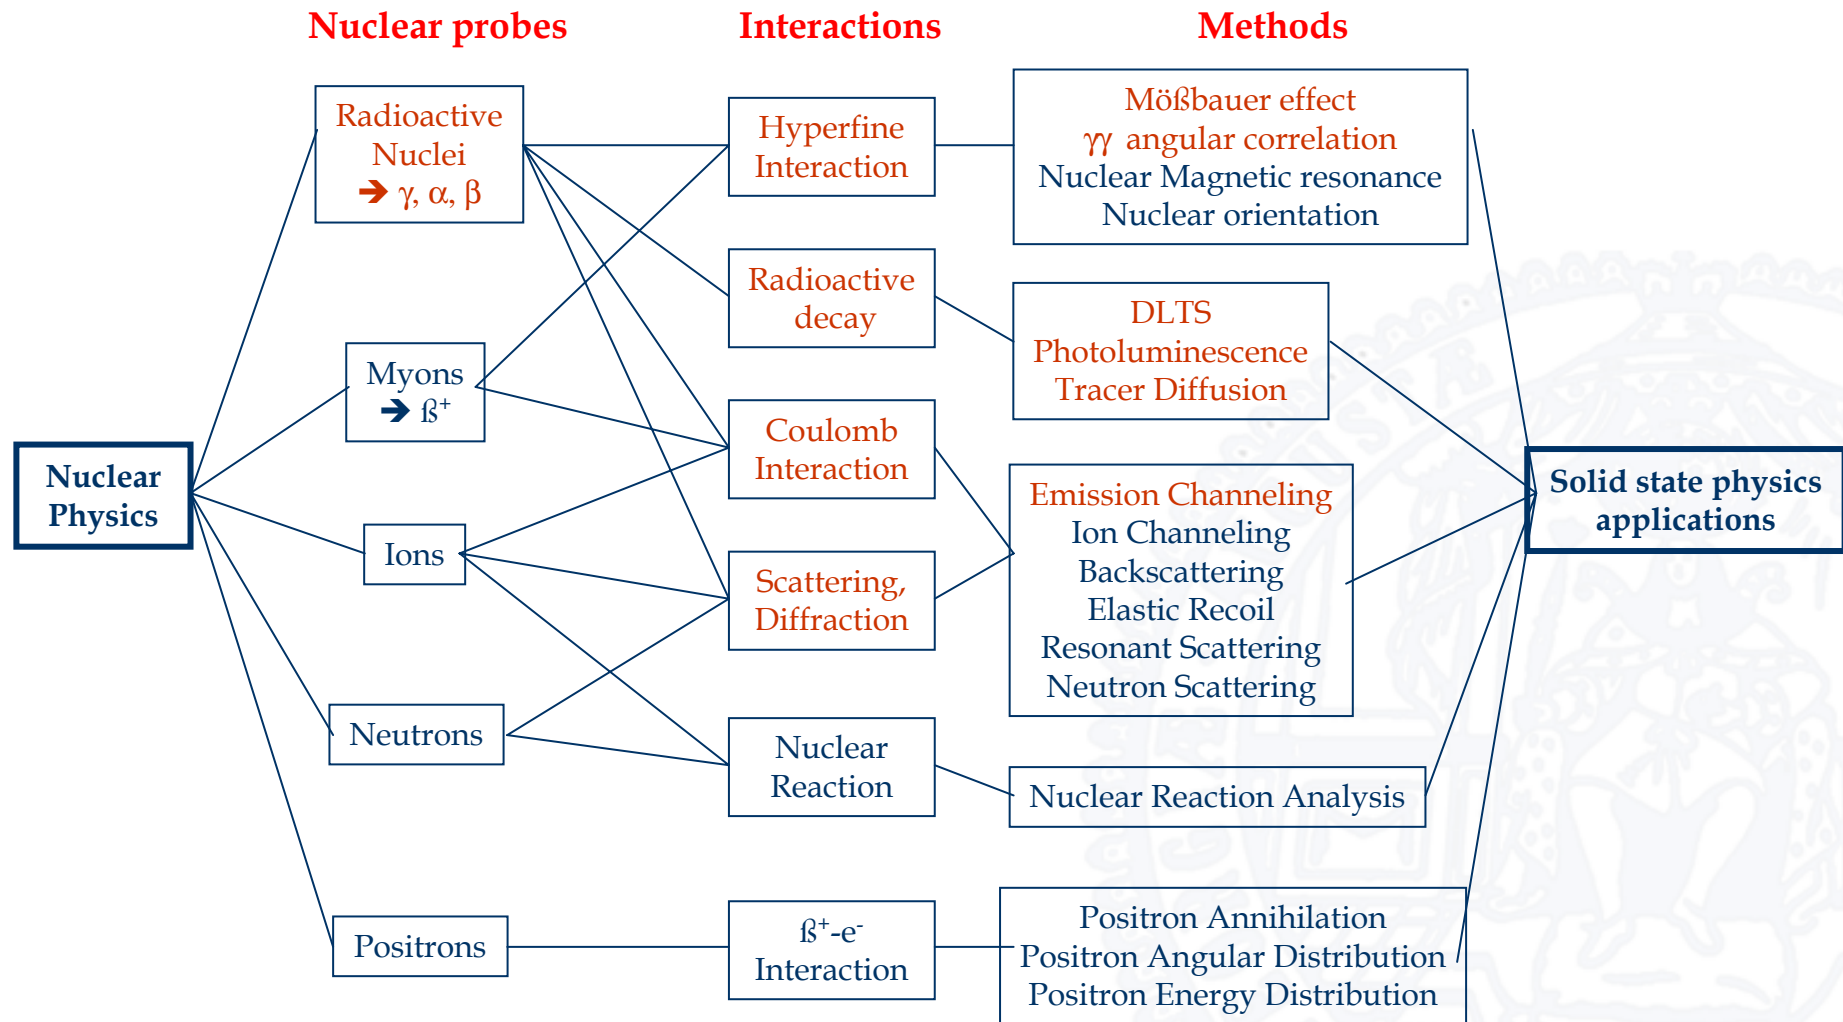 Nuclear probes
Interactions
Methods
Radioactive
Nuclei
➔ γ, α, β
Myons
➔ ß⁺
Nuclear
Physics
Ions
Neutrons
Positrons
Hyperfine
Interaction
Radioactive
decay
Coulomb
Interaction
Scattering,
Diffraction
Nuclear
Reaction
ß⁺-e⁻
Interaction
Mößbauer effect
γγ angular correlation
Nuclear Magnetic resonance
Nuclear orientation
DLTS
Photoluminescence
Tracer Diffusion
Emission Channeling
Ion Channeling
Backscattering
Elastic Recoil
Resonant Scattering
Neutron Scattering
Nuclear Reaction Analysis
Positron Annihilation
Positron Angular Distribution
Positron Energy Distribution
Solid state physics
applications